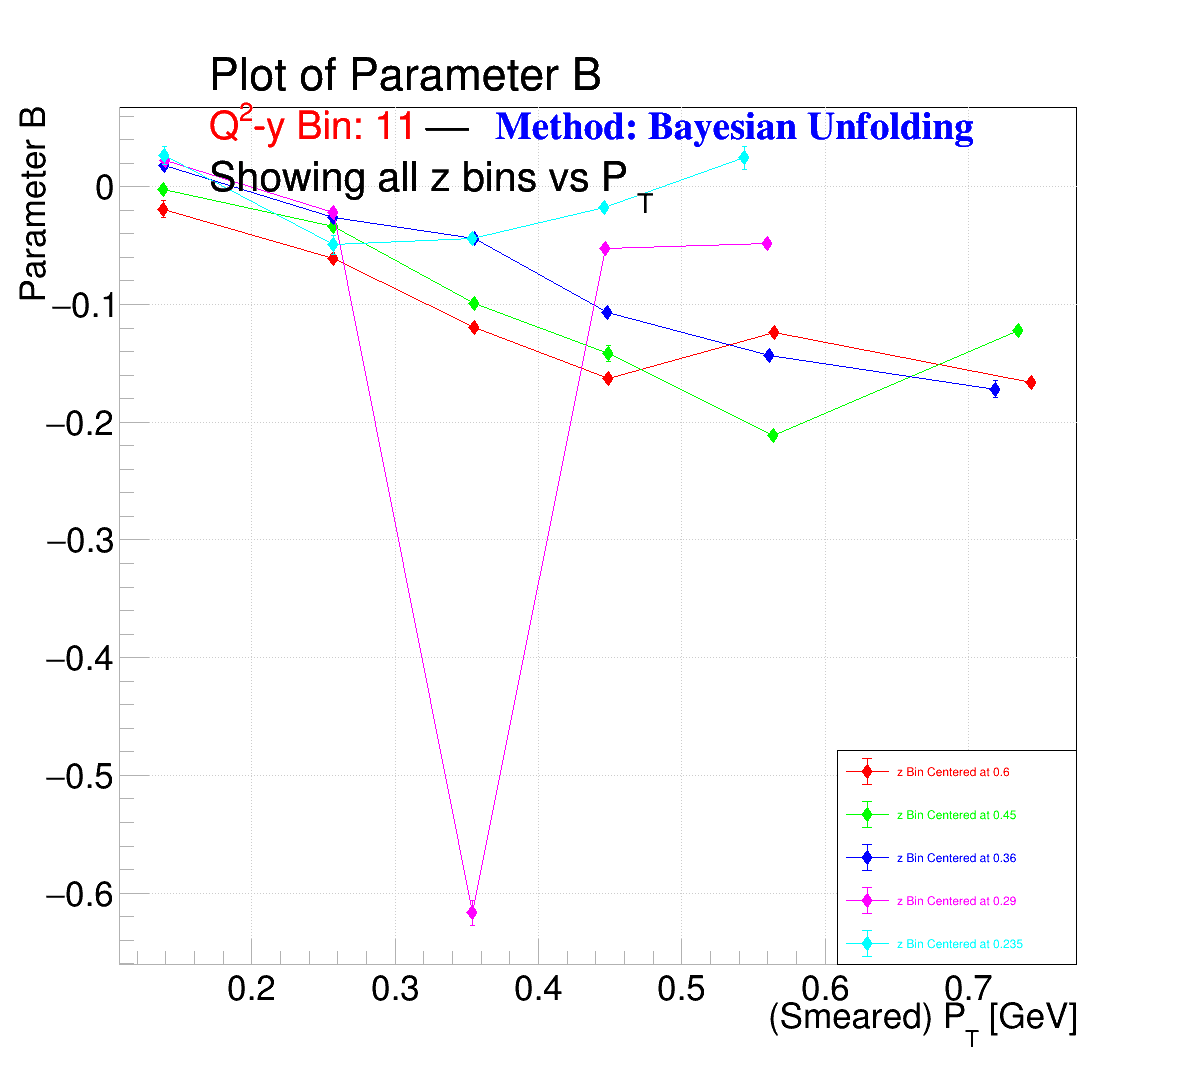 Plot of Parameter B
Q²-y Bin: 11 — Method: Bayesian Unfolding
Showing all z bins vs P_T
Parameter B
0
−0.1
−0.2
−0.3
−0.4
−0.5
−0.6
z Bin Centered at 0.6
z Bin Centered at 0.45
z Bin Centered at 0.36
z Bin Centered at 0.29
z Bin Centered at 0.235
0.2 0.3 0.4 0.5 0.6 0.7
(Smeared) P_T [GeV]